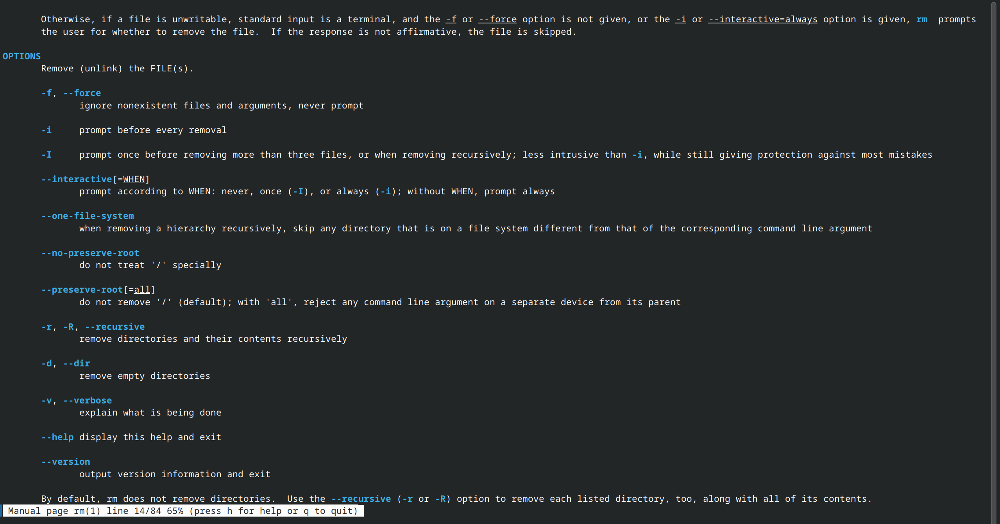 Otherwise, if a file is unwritable, standard input is a terminal, and the -f or --force option is not given, or the -i or --interactive=always option is given, rm  prompts
the user for whether to remove the file.  If the response is not affirmative, the file is skipped.
OPTIONS
Remove (unlink) the FILE(s).
-f, --force
ignore nonexistent files and arguments, never prompt
-i     prompt before every removal
-I     prompt once before removing more than three files, or when removing recursively; less intrusive than -i, while still giving protection against most mistakes
--interactive[=WHEN]
prompt according to WHEN: never, once (-I), or always (-i); without WHEN, prompt always
--one-file-system
when removing a hierarchy recursively, skip any directory that is on a file system different from that of the corresponding command line argument
--no-preserve-root
do not treat '/' specially
--preserve-root[=all]
do not remove '/' (default); with 'all', reject any command line argument on a separate device from its parent
-r, -R, --recursive
remove directories and their contents recursively
-d, --dir
remove empty directories
-v, --verbose
explain what is being done
--help display this help and exit
--version
output version information and exit
By default, rm does not remove directories.  Use the --recursive (-r or -R) option to remove each listed directory, too, along with all of its contents.
Manual page rm(1) line 14/84 65% (press h for help or q to quit)